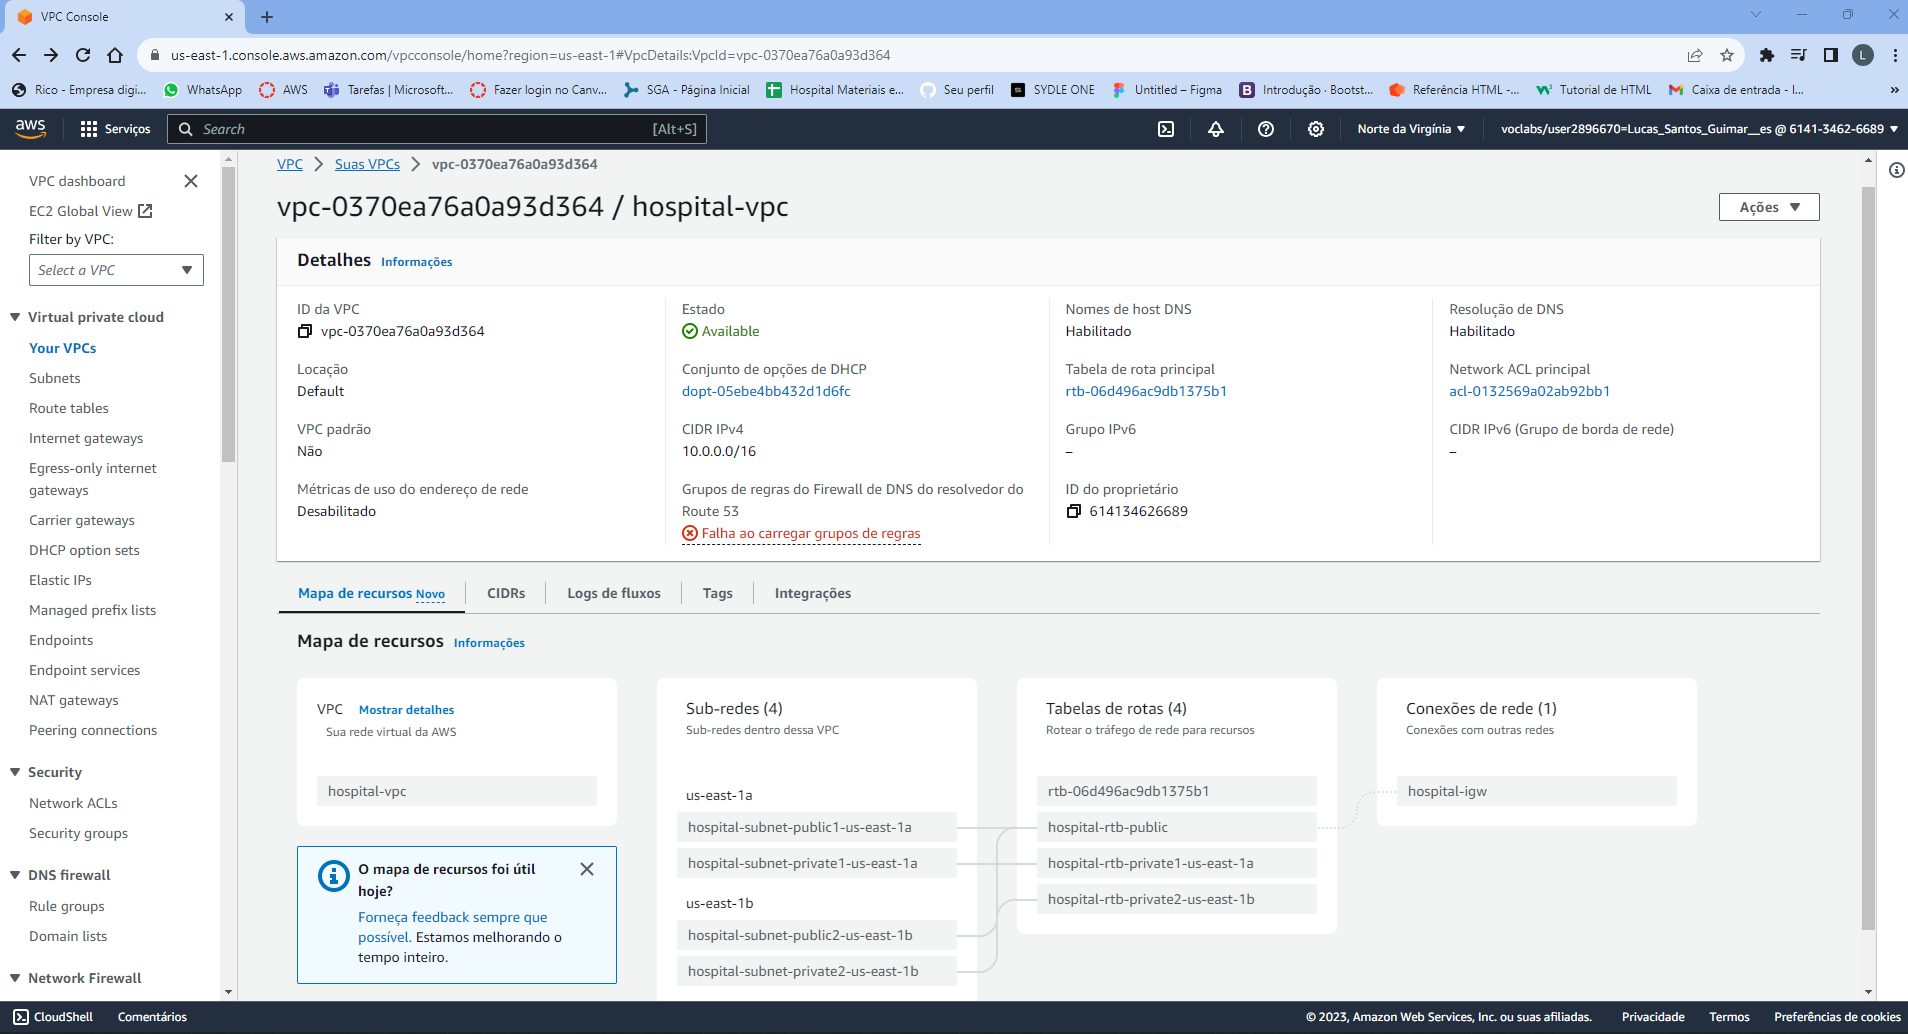 VPC Console
us-east-1.console.aws.amazon.com/vpcconsole/home?region=us-east-1#VpcDetails:VpcId=vpc-0370ea76a0a93d364
L
Rico - Empresa digi...
WhatsApp
AWS
Tarefas | Microsoft...
Fazer login no Canv...
SGA - Página Inicial
Hospital Materiais e...
Seu perfil
SYDLE ONE
Untitled – Figma
Introdução · Bootst...
Referência HTML -...
Tutorial de HTML
Caixa de entrada - l...
»
aws
Serviços
Search
[Alt+S]
Norte da Virgínia
voclabs/user2896670=Lucas_Santos_Guimar__es @ 6141-3462-6689
VPC dashboard
EC2 Global View
Filter by VPC:
Select a VPC
Virtual private cloud
Your VPCs
Subnets
Route tables
Internet gateways
Egress-only internet
gateways
Carrier gateways
DHCP option sets
Elastic IPs
Managed prefix lists
Endpoints
Endpoint services
NAT gateways
Peering connections
Security
Network ACLs
Security groups
DNS firewall
Rule groups
Domain lists
Network Firewall
VPC > Suas VPCs > vpc-0370ea76a0a93d364
vpc-0370ea76a0a93d364 / hospital-vpc
Ações
Detalhes Informações
ID da VPC
vpc-0370ea76a0a93d364
Estado
Available
Nomes de host DNS
Habilitado
Resolução de DNS
Habilitado
Locação
Default
Conjunto de opções de DHCP
dopt-05ebe4bb432d1d6fc
Tabela de rota principal
rtb-06d496ac9db1375b1
Network ACL principal
acl-0132569a02ab92bb1
VPC padrão
Não
CIDR IPv4
10.0.0.0/16
Grupo IPv6
–
CIDR IPv6 (Grupo de borda de rede)
–
Métricas de uso do endereço de rede
Desabilitado
Grupos de regras do Firewall de DNS do resolvedor do
Route 53
Falha ao carregar grupos de regras
ID do proprietário
614134626689
Mapa de recursos Novo
CIDRs
Logs de fluxos
Tags
Integrações
Mapa de recursos Informações
VPC Mostrar detalhes
Sua rede virtual da AWS
hospital-vpc
O mapa de recursos foi útil
hoje?
Forneça feedback sempre que
possível. Estamos melhorando o
tempo inteiro.
Sub-redes (4)
Sub-redes dentro dessa VPC
us-east-1a
hospital-subnet-public1-us-east-1a
hospital-subnet-private1-us-east-1a
us-east-1b
hospital-subnet-public2-us-east-1b
hospital-subnet-private2-us-east-1b
Tabelas de rotas (4)
Rotear o tráfego de rede para recursos
rtb-06d496ac9db1375b1
hospital-rtb-public
hospital-rtb-private1-us-east-1a
hospital-rtb-private2-us-east-1b
Conexões de rede (1)
Conexões com outras redes
hospital-igw
CloudShell
Comentários
© 2023, Amazon Web Services, Inc. ou suas afiliadas.
Privacidade
Termos
Preferências de cookies